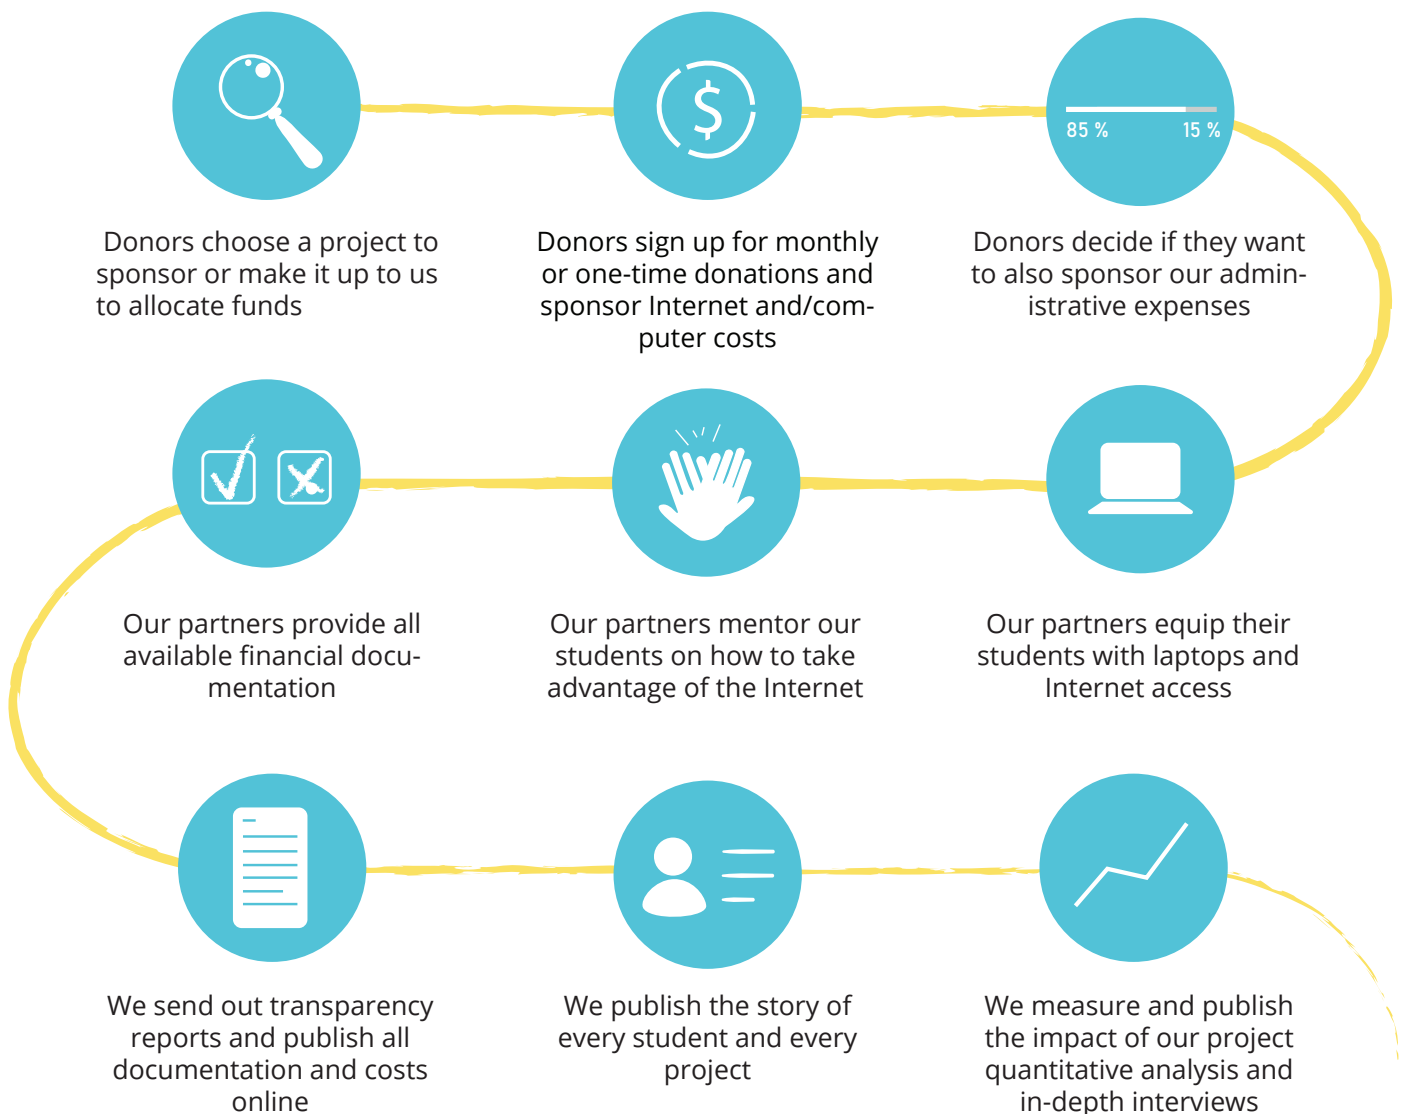 85 %
15 %
Donors choose a project to
sponsor or make it up to us
to allocate funds
Donors sign up for monthly
or one-time donations and
sponsor Internet and/com-
puter costs
Donors decide if they want
to also sponsor our admin-
istrative expenses
Our partners provide all
available financial docu-
mentation
Our partners mentor our
students on how to take
advantage of the Internet
Our partners equip their
students with laptops and
Internet access
We send out transparency
reports and publish all
documentation and costs
online
We publish the story of
every student and every
project
We measure and publish
the impact of our project
quantitative analysis and
in-depth interviews